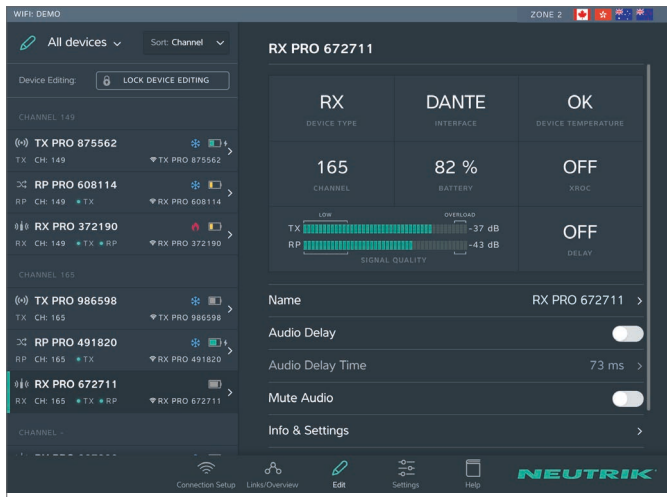 WIFI: DEMO
ZONE 2
All devices
Sort: Channel
Device Editing:
LOCK DEVICE EDITING
CHANNEL 149
TX PRO 875562
TX CH: 149
TX PRO 875562
RP PRO 608114
RP CH: 149 TX
RP PRO 608114
RX PRO 372190
RX CH: 149 TX RP
RX PRO 372190
CHANNEL 165
TX PRO 986598
TX CH: 165
TX PRO 986598
RP PRO 491820
RP CH: 165 TX
RP PRO 491820
RX PRO 672711
RX CH: 165 TX RP
RX PRO 672711
CHANNEL -
RX PRO 672711
RX
DEVICE TYPE
DANTE
INTERFACE
OK
DEVICE TEMPERATURE
165
CHANNEL
82 %
BATTERY
OFF
XROC
LOW
OVERLOAD
TX -37 dB
RP -43 dB
SIGNAL QUALITY
OFF
DELAY
Name RX PRO 672711
Audio Delay
Audio Delay Time 73 ms
Mute Audio
Info & Settings
Connection Setup
Links/Overview
Edit
Settings
Help
NEUTRIK